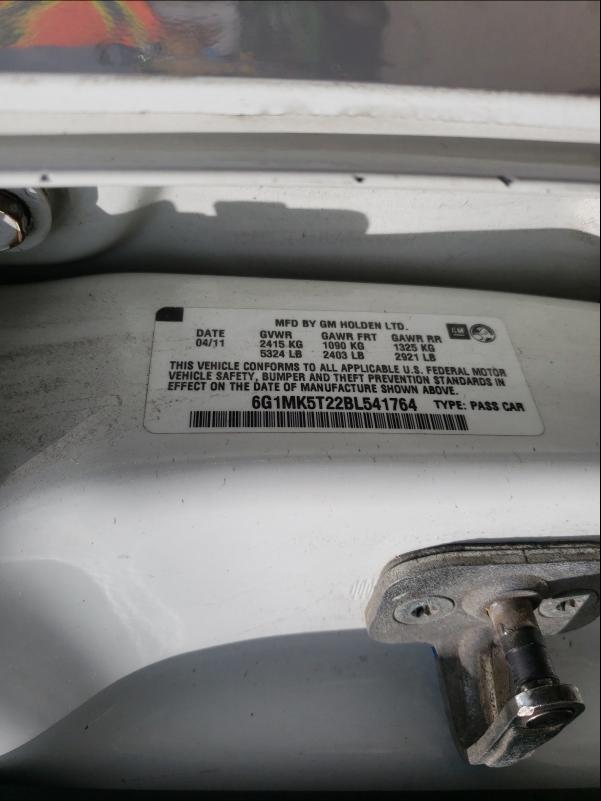 MFD BY GM HOLDEN LTD.
DATE GVWR GAWR FRT GAWR RR GM
04/11 2415 KG 1090 KG 1325 KG
5324 LB 2403 LB 2921 LB
THIS VEHICLE CONFORMS TO ALL APPLICABLE U.S. FEDERAL MOTOR
VEHICLE SAFETY, BUMPER AND THEFT PREVENTION STANDARDS IN
EFFECT ON THE DATE OF MANUFACTURE SHOWN ABOVE.
6G1MK5T22BL541764 TYPE: PASS CAR